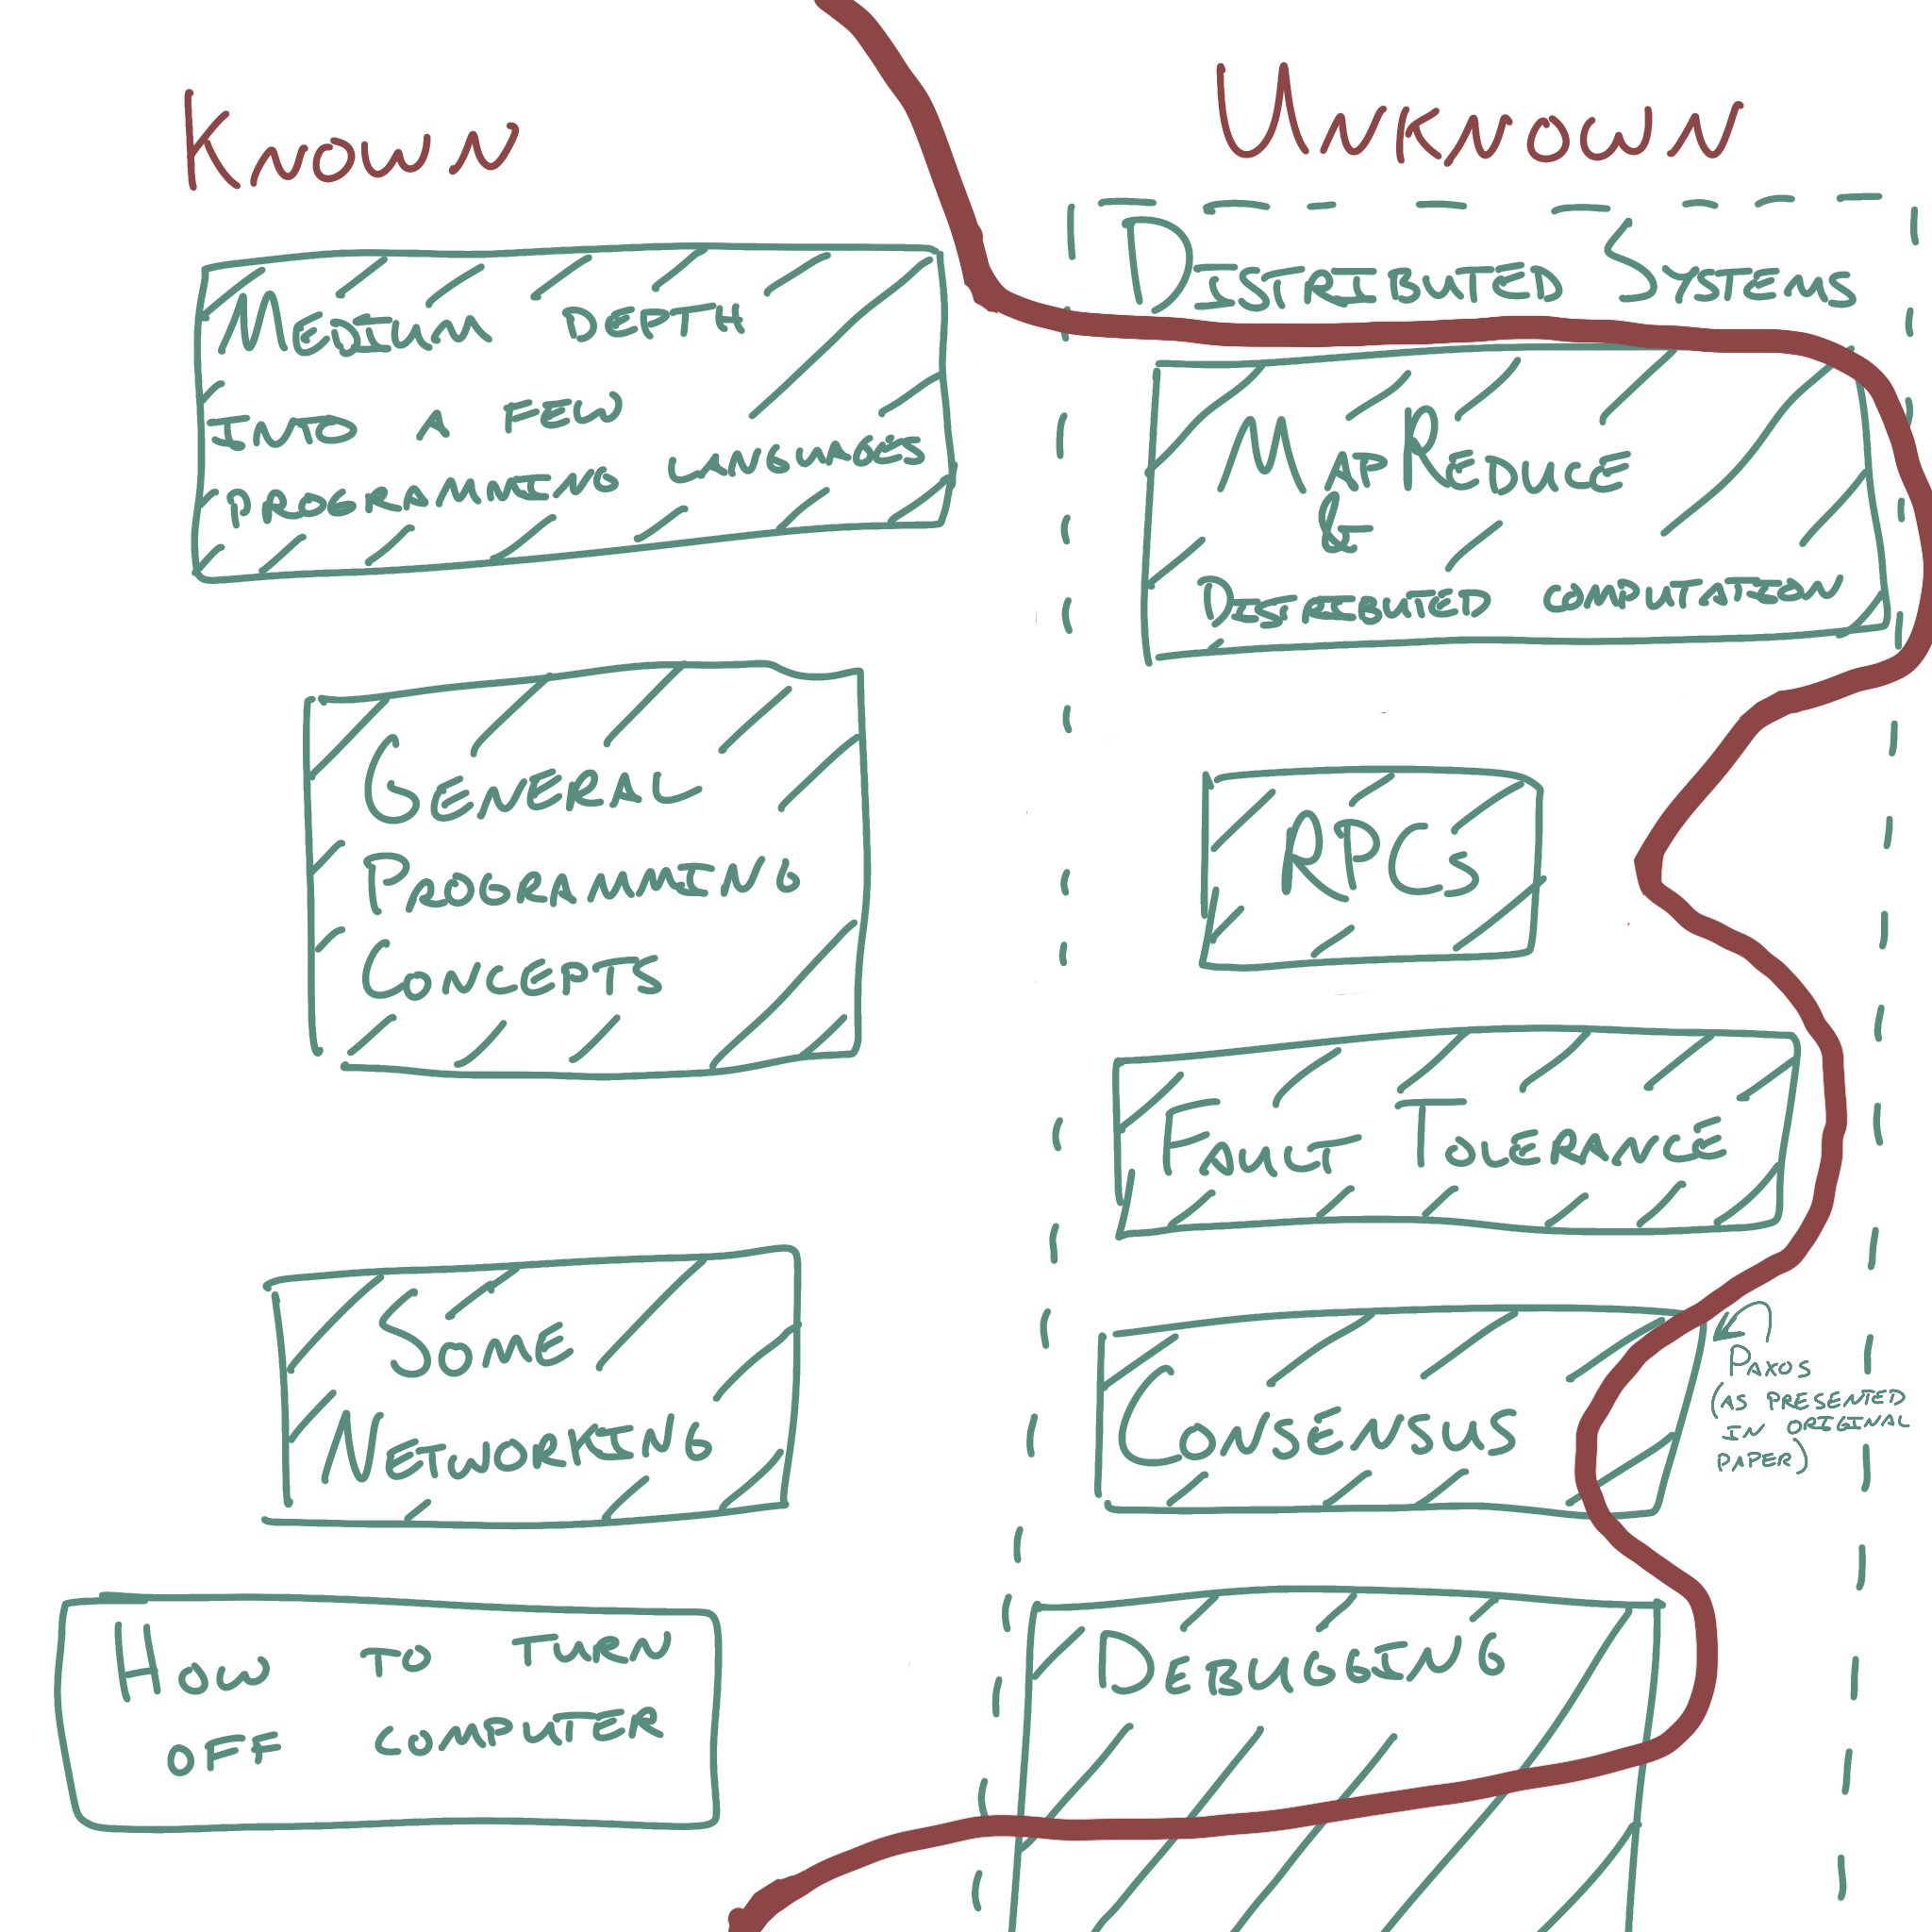 Known
Unknown
Medium depth
into a few
programming languages
General
Programming
Concepts
Some
Networking
How to turn
off computer
Distributed Systems
MapReduce
&
Distributed computation
RPCs
Fault Tolerance
Consensus
Paxos
(as presented
in original
paper)
Debugging